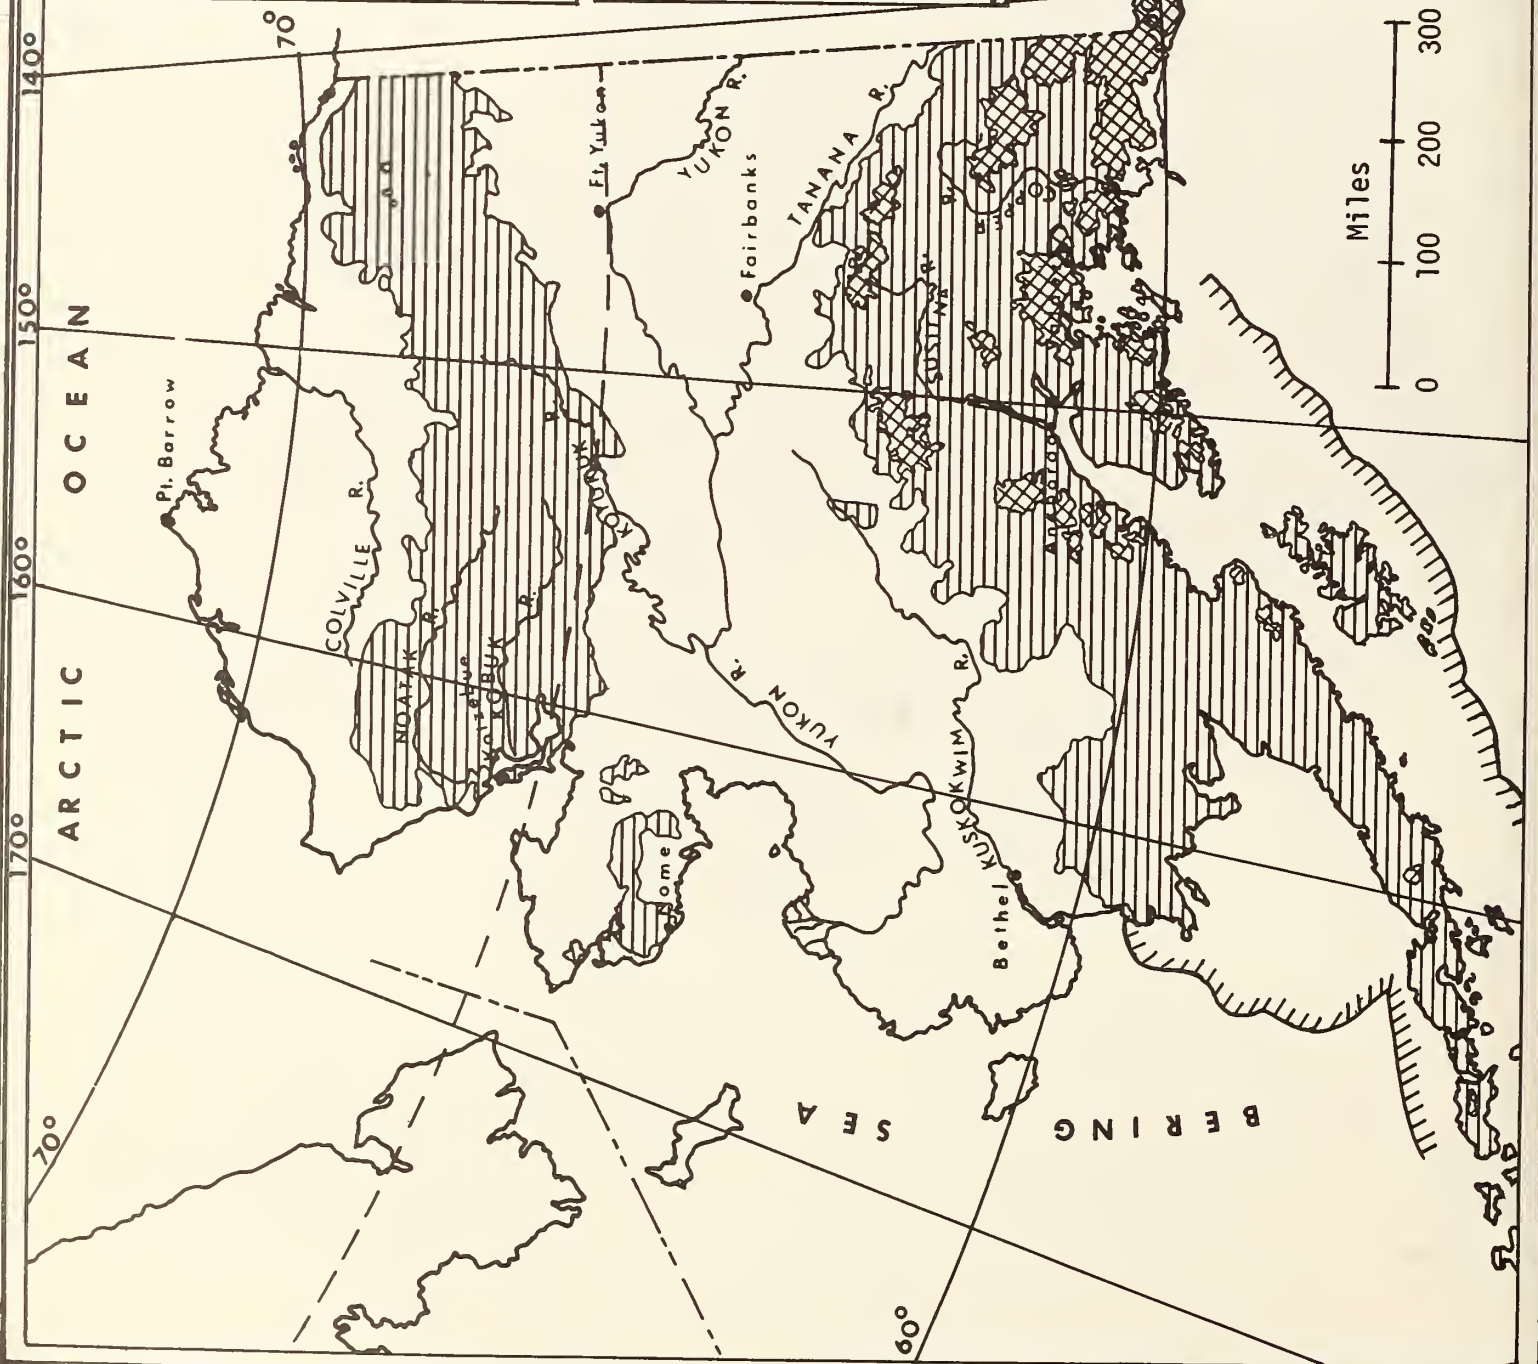 140°
150°
160°
170°
70°
70°
60°
ARCTIC OCEAN
Pt. Barrow
COLVILLE R.
NOATAK R.
Kotzebue
KOBUK R.
KOYUKUK R.
Ft. Yukon
YUKON R.
Fairbanks
TANANA R.
SUSITNA R.
Anchorage
YUKON R.
KUSKOKWIM R.
Nome
Bethel
BERING SEA
Miles
0 100 200 300